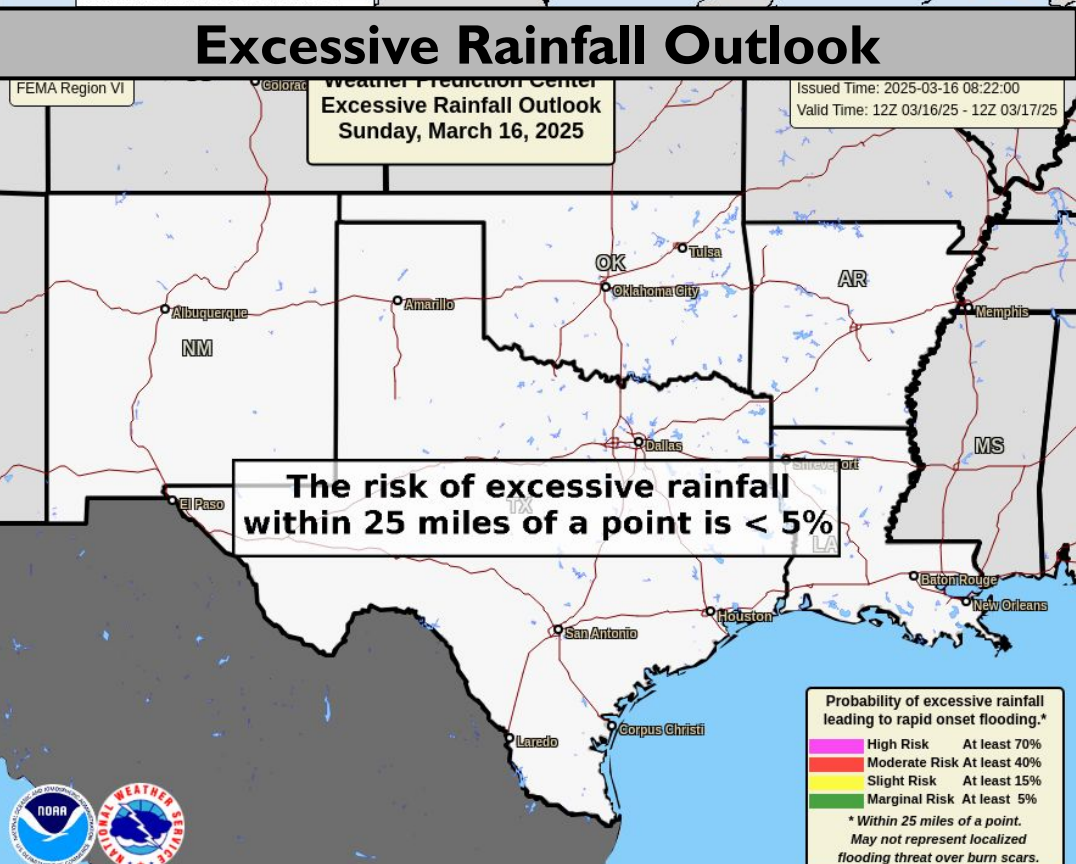 Excessive Rainfall Outlook
FEMA Region VI
Weather Prediction Center
Excessive Rainfall Outlook
Sunday, March 16, 2025
Issued Time: 2025-03-16 08:22:00
Valid Time: 12Z 03/16/25 - 12Z 03/17/25
Colorad
Tulsa
OK
Oklahoma City
AR
Amarillo
Albuquerque
Memphis
NM
Dallas
MS
Shreveport
The risk of excessive rainfall
within 25 miles of a point is < 5%
El Paso
TX
LA
Baton Rouge
New Orleans
Houston
San Antonio
Corpus Christi
Laredo
Probability of excessive rainfall
leading to rapid onset flooding.*
High Risk At least 70%
Moderate Risk At least 40%
Slight Risk At least 15%
Marginal Risk At least 5%
* Within 25 miles of a point.
May not represent localized
flooding threat over burn scars.
NOAA
NATIONAL WEATHER SERVICE